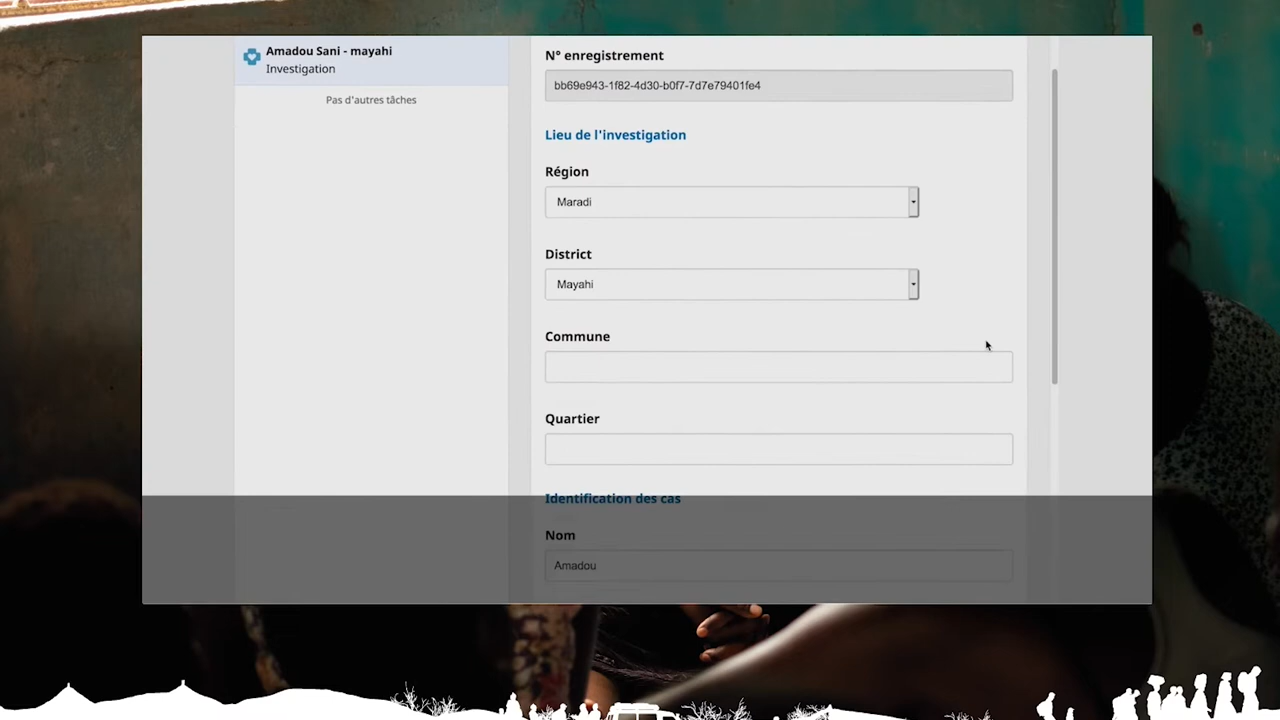 Amadou Sani - mayahi
Investigation
Pas d'autres tâches
N° enregistrement
bb69e943-1f82-4d30-b0f7-7d7e79401fe4
Lieu de l'investigation
Région
Maradi
District
Mayahi
Commune
Quartier
Identification des cas
Nom
Amadou